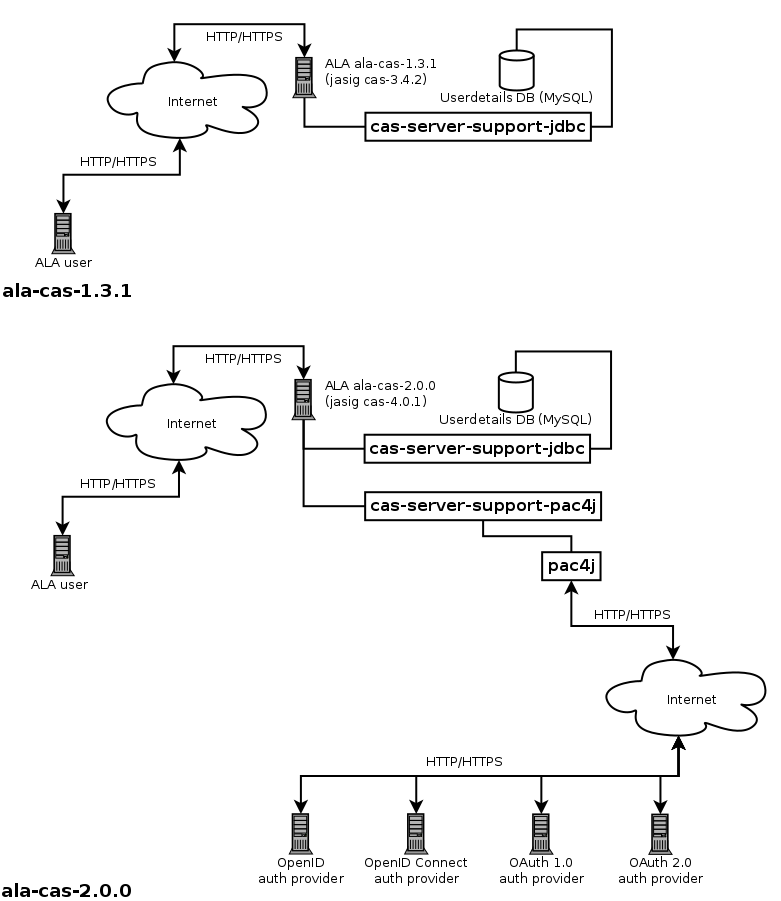 HTTP/HTTPS
ALA ala-cas-1.3.1
(jasig cas-3.4.2)
Internet
Userdetails DB (MySQL)
cas-server-support-jdbc
HTTP/HTTPS
ALA user
ala-cas-1.3.1
HTTP/HTTPS
ALA ala-cas-2.0.0
(jasig cas-4.0.1)
Internet
Userdetails DB (MySQL)
cas-server-support-jdbc
HTTP/HTTPS
cas-server-support-pac4j
pac4j
ALA user
HTTP/HTTPS
Internet
HTTP/HTTPS
OpenID
auth provider
OpenID Connect
auth provider
OAuth 1.0
auth provider
OAuth 2.0
auth provider
ala-cas-2.0.0